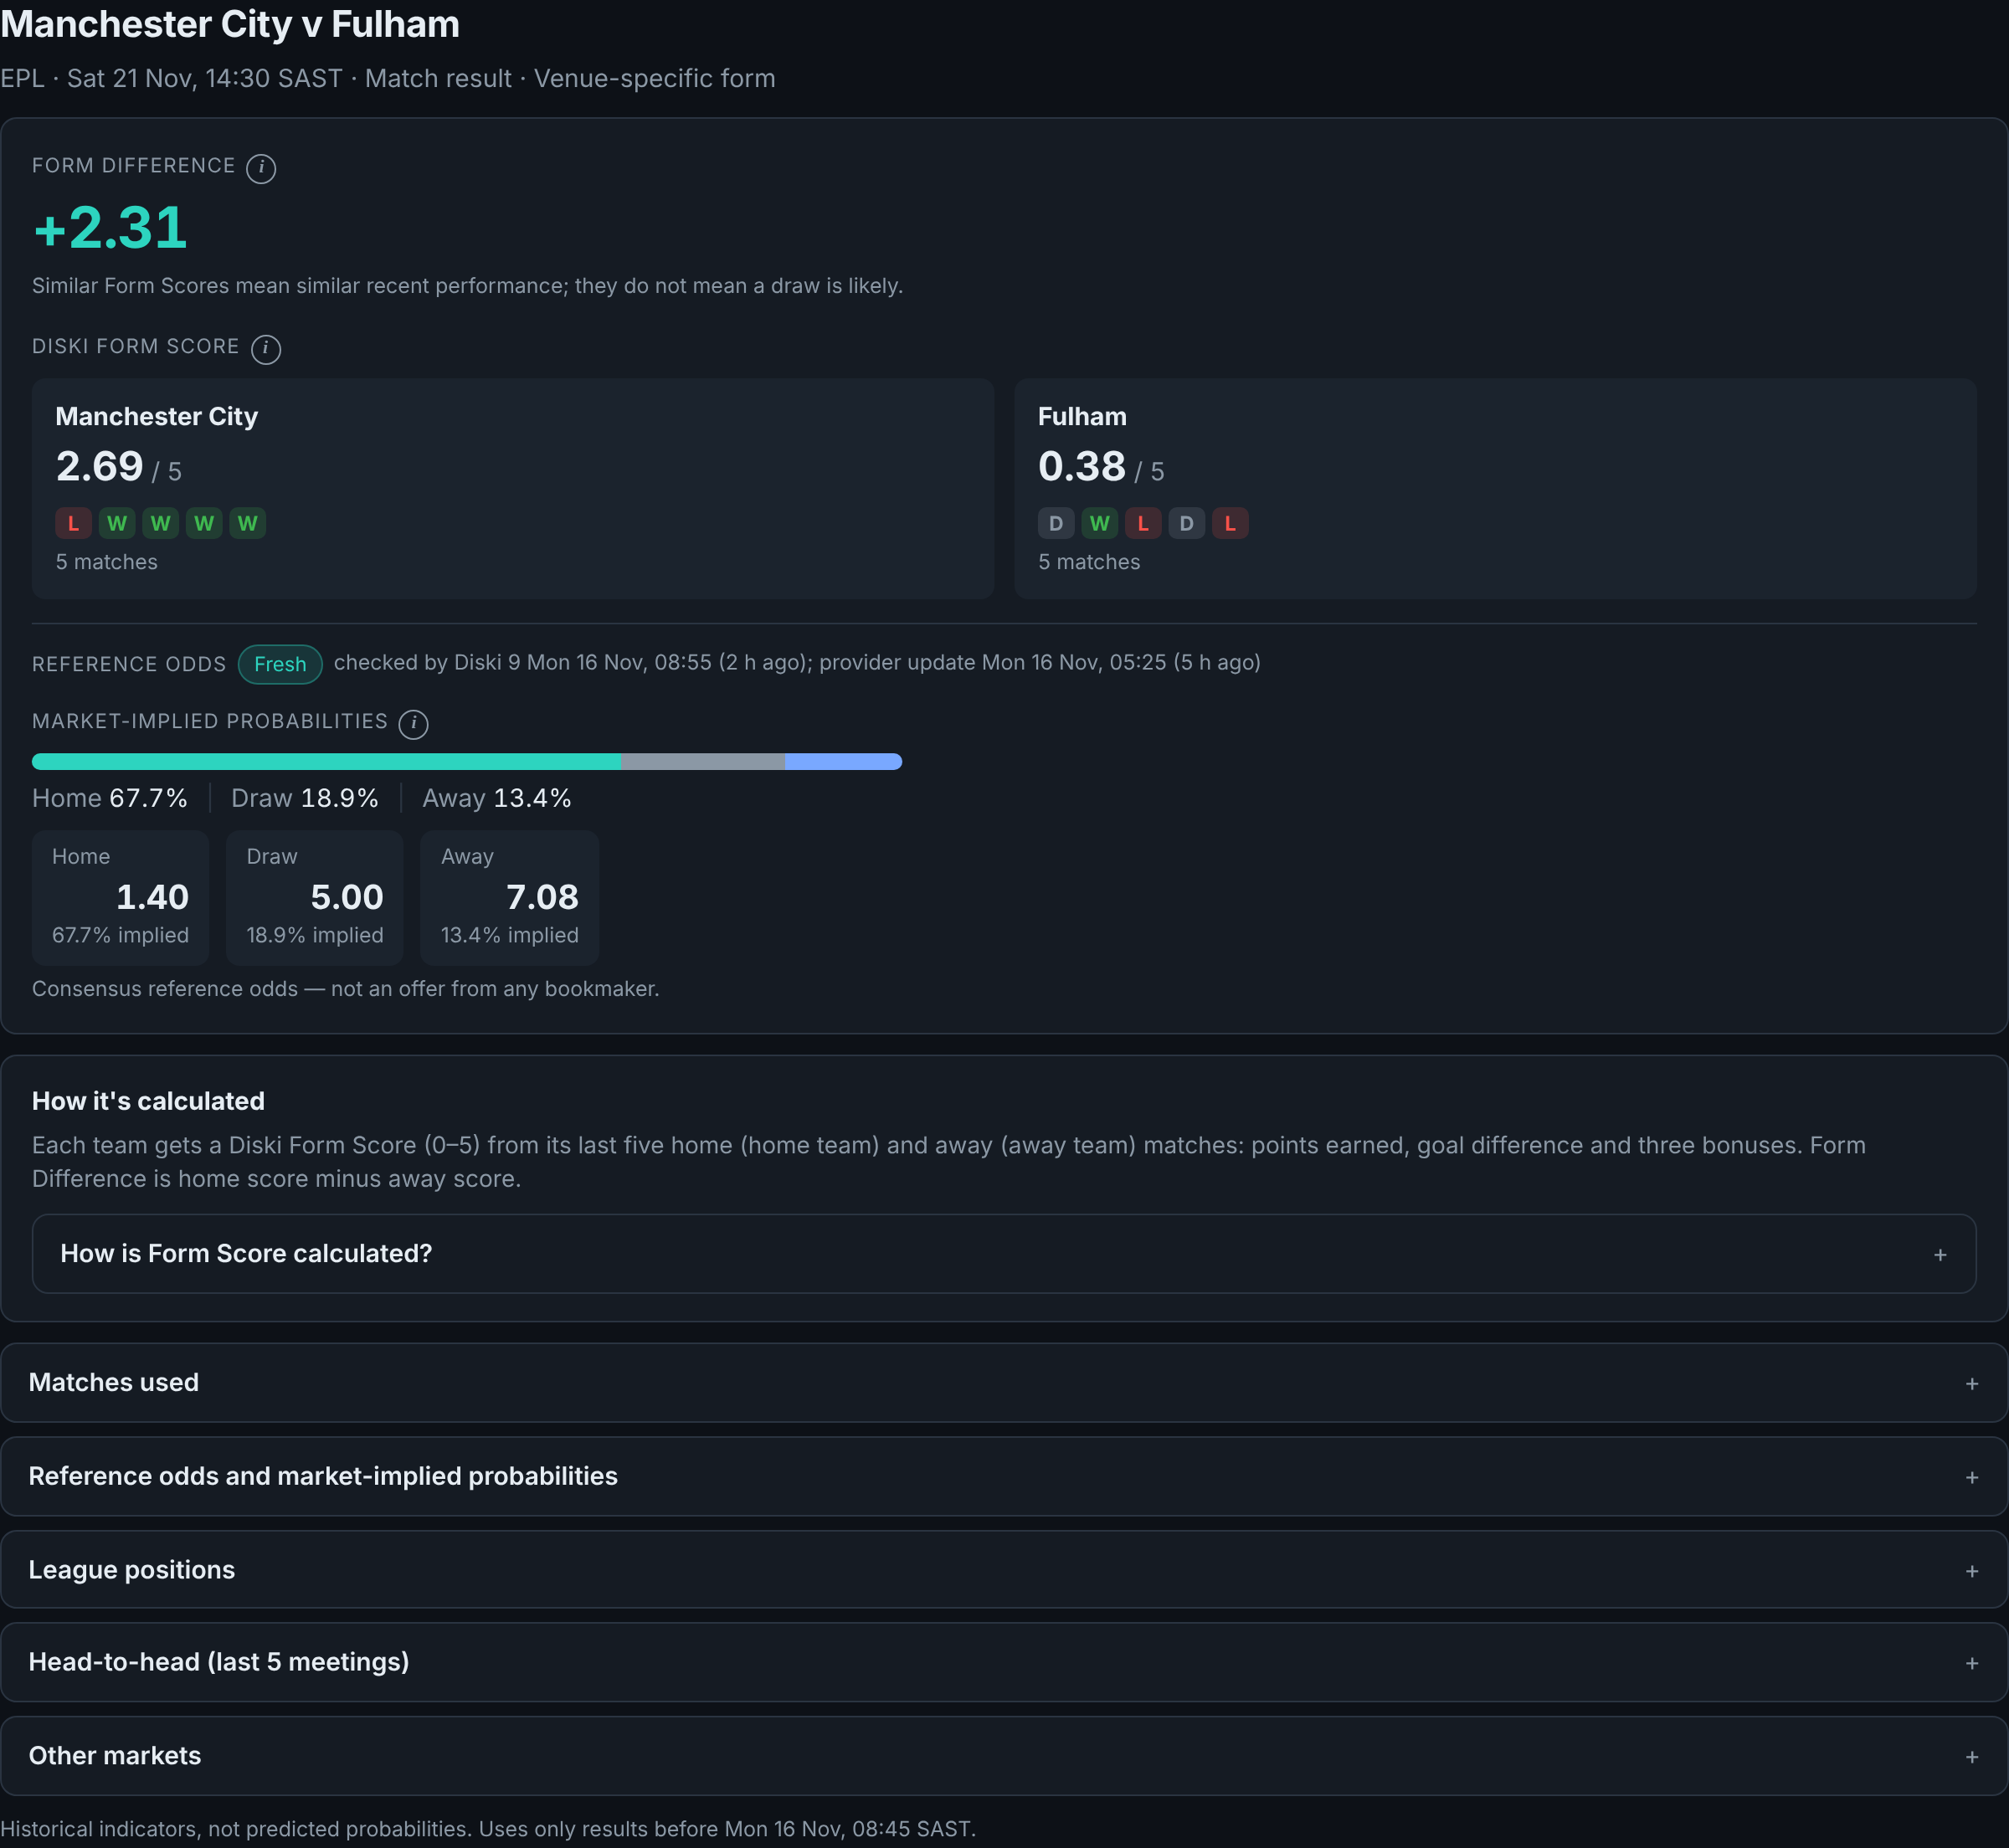 Manchester City v Fulham
EPL · Sat 21 Nov, 14:30 SAST · Match result · Venue-specific form
FORM DIFFERENCE i
+2.31
Similar Form Scores mean similar recent performance; they do not mean a draw is likely.
DISKI FORM SCORE i
Manchester City
2.69 / 5
L W W W W
5 matches
Fulham
0.38 / 5
D W L D L
5 matches
REFERENCE ODDS Fresh checked by Diski 9 Mon 16 Nov, 08:55 (2 h ago); provider update Mon 16 Nov, 05:25 (5 h ago)
MARKET-IMPLIED PROBABILITIES i
Home 67.7% Draw 18.9% Away 13.4%
Home
1.40
67.7% implied
Draw
5.00
18.9% implied
Away
7.08
13.4% implied
Consensus reference odds — not an offer from any bookmaker.
How it's calculated
Each team gets a Diski Form Score (0–5) from its last five home (home team) and away (away team) matches: points earned, goal difference and three bonuses. Form
Difference is home score minus away score.
How is Form Score calculated? +
Matches used +
Reference odds and market-implied probabilities +
League positions +
Head-to-head (last 5 meetings) +
Other markets +
Historical indicators, not predicted probabilities. Uses only results before Mon 16 Nov, 08:45 SAST.